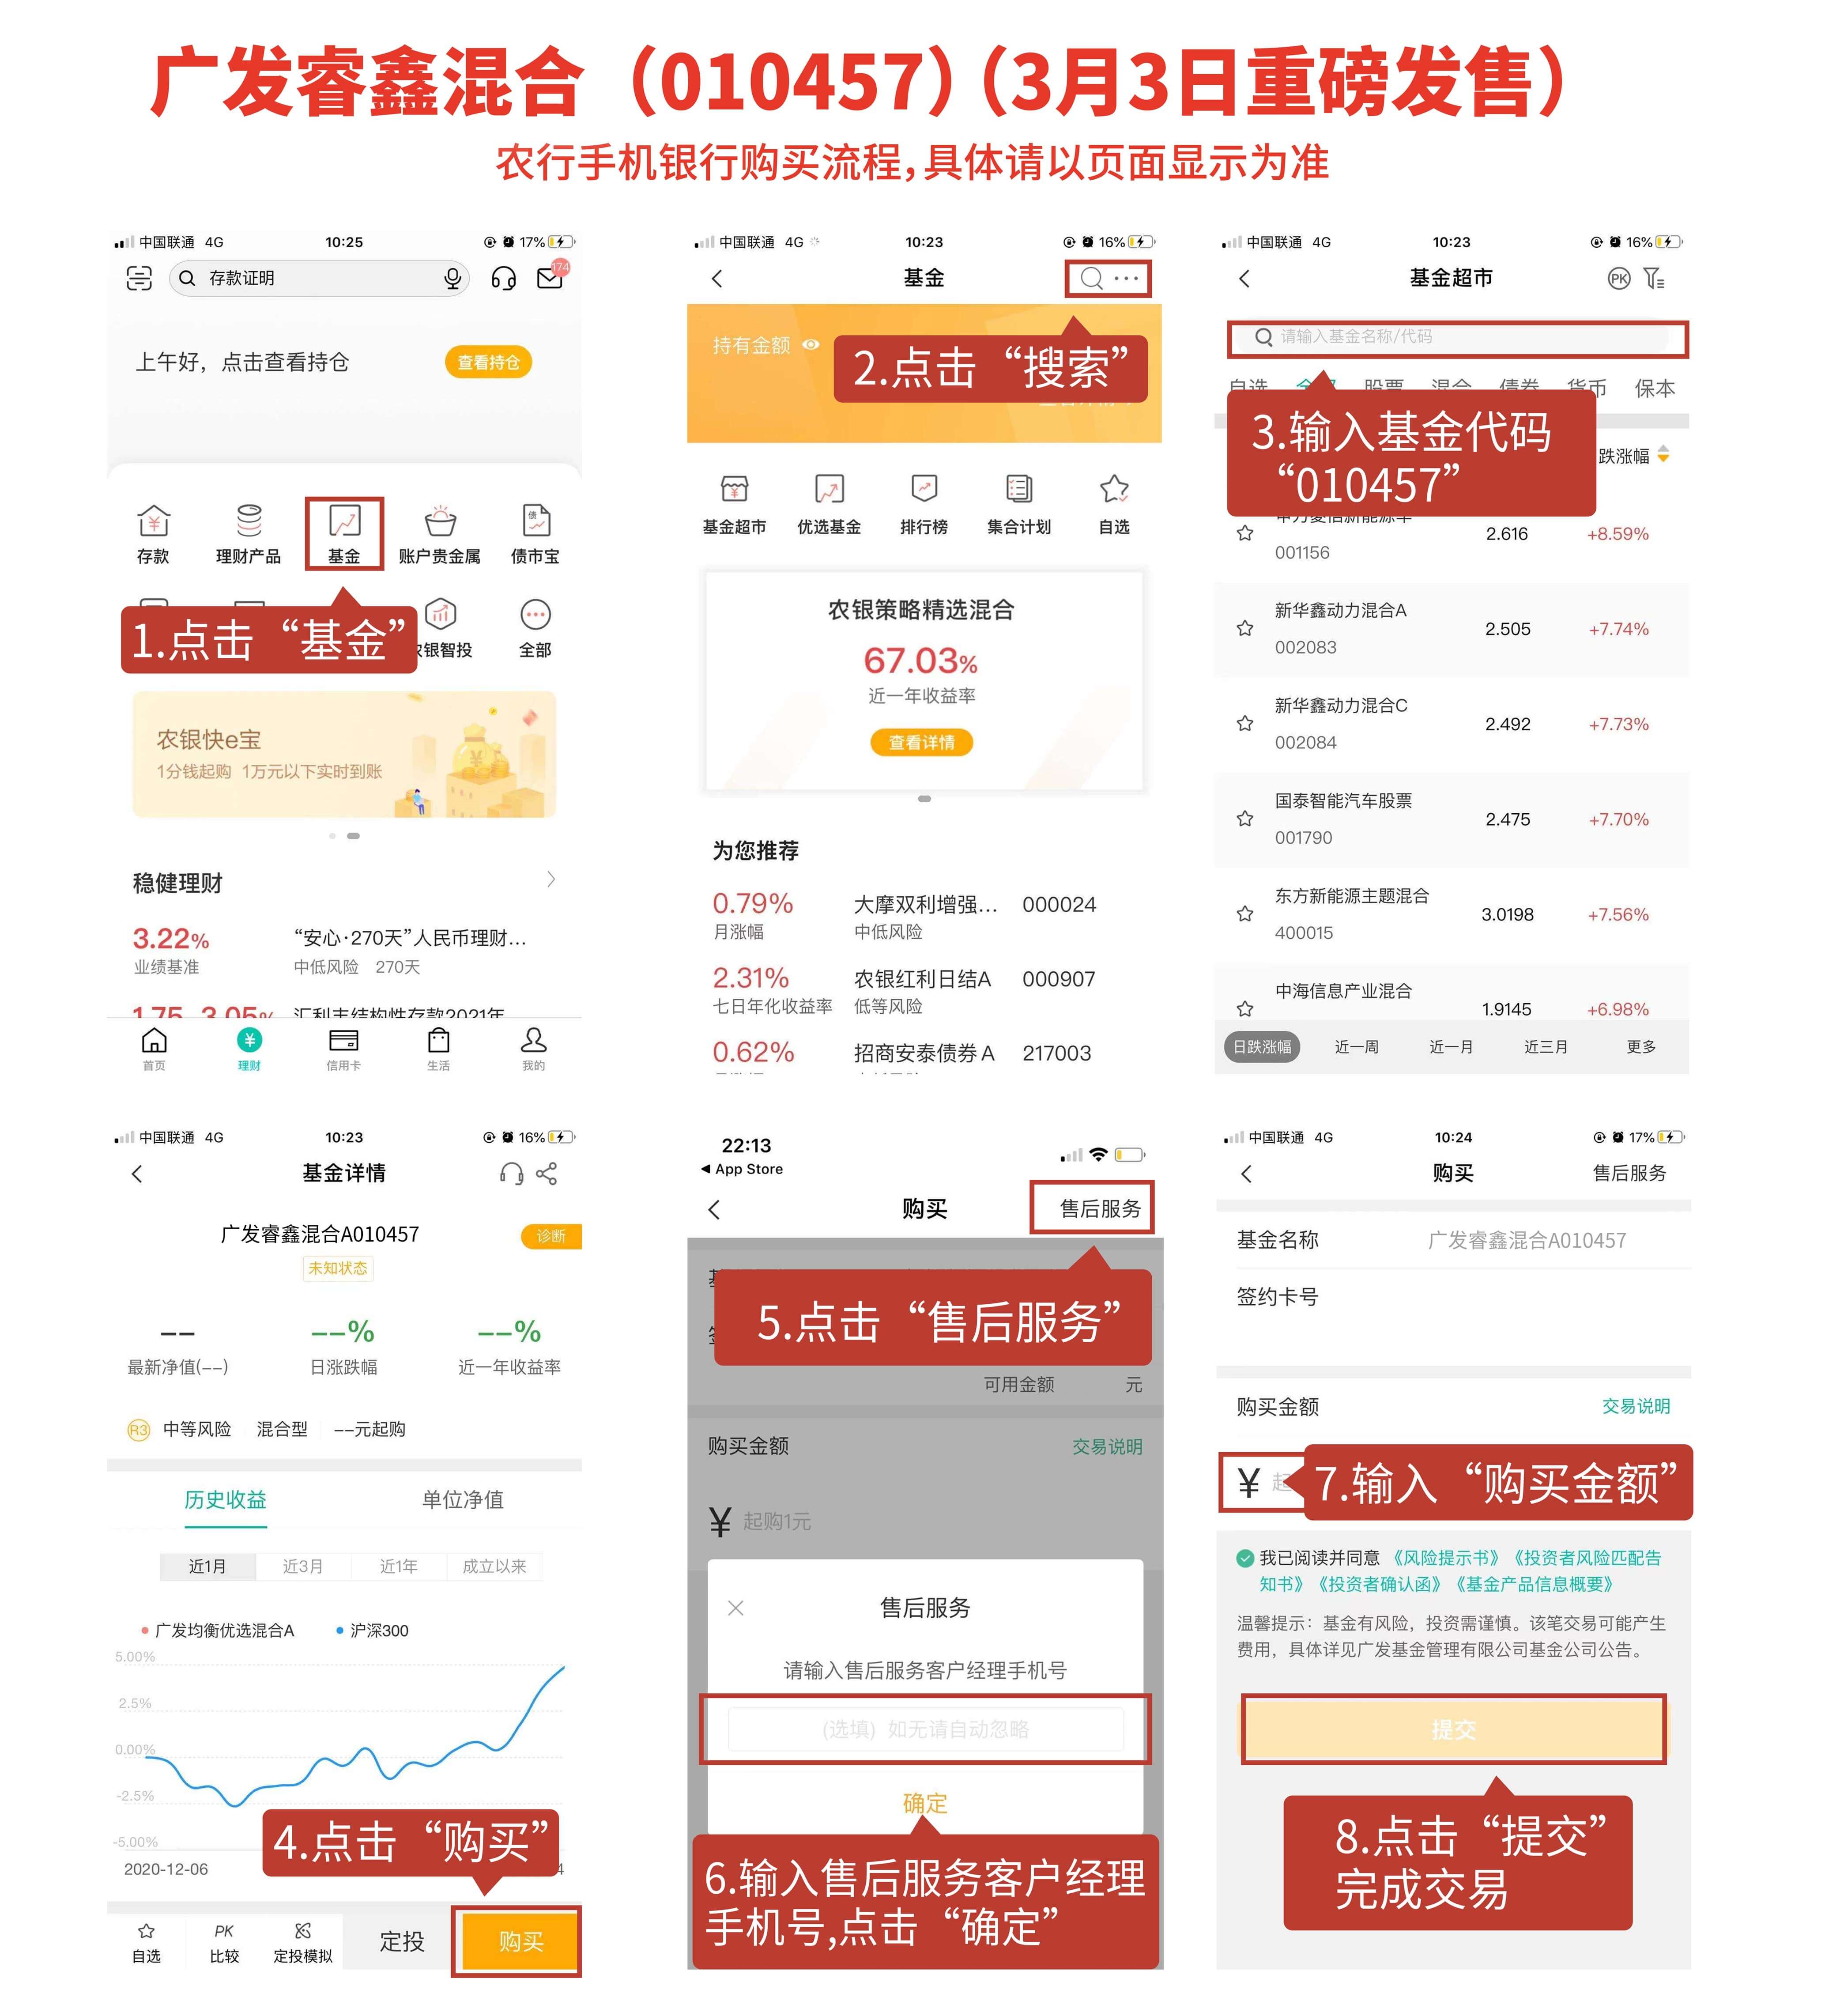 广发睿鑫混合（010457）（3月3日重磅发售）
农行手机银行购买流程,具体请以页面显示为准
中国联通 4G 10:25 17%
存款证明 174
上午好，点击查看持仓 查看持仓
存款 理财产品 基金 账户贵金属 债市宝
1.点击“基金”
农银智投 全部
农银快e宝
1分钱起购 1万元以下实时到账
稳健理财
3.22% “安心·270天”人民币理财...
业绩基准 中低风险 270天
1.75 3.05% 汇利丰结构性存款2021年
首页 理财 信用卡 生活 我的
中国联通 4G 10:23 16%
基金
持有金额
2.点击“搜索”
基金超市 优选基金 排行榜 集合计划 自选
农银策略精选混合
67.03%
近一年收益率
查看详情
为您推荐
0.79% 大摩双利增强... 000024
月涨幅 中低风险
2.31% 农银红利日结A 000907
七日年化收益率 低等风险
0.62% 招商安泰债券A 217003
中国联通 4G 10:23 16%
基金超市 PK
请输入基金名称/代码
自选 股票 混合 债券 货币 保本
3.输入基金代码
“010457”
跌涨幅
2.616 +8.59%
001156
新华鑫动力混合A
2.505 +7.74%
002083
新华鑫动力混合C
2.492 +7.73%
002084
国泰智能汽车股票
2.475 +7.70%
001790
东方新能源主题混合
3.0198 +7.56%
400015
中海信息产业混合
1.9145 +6.98%
日跌涨幅 近一周 近一月 近三月 更多
中国联通 4G 10:23 16%
基金详情
广发睿鑫混合A010457 诊断
未知状态
-- --% --%
最新净值(--) 日涨跌幅 近一年收益率
R3 中等风险 混合型 --元起购
历史收益 单位净值
近1月 近3月 近1年 成立以来
广发均衡优选混合A 沪深300
5.00%
2.5%
0.00%
-2.5%
-5.00%
2020-12-06 4
4.点击“购买”
自选 PK 比较 定投模拟 定投 购买
22:13
App Store
购买 售后服务
5.点击“售后服务”
可用金额 元
购买金额 交易说明
¥ 起购1元
售后服务
请输入售后服务客户经理手机号
(选填) 如无请自动忽略
确定
6.输入售后服务客户经理
手机号,点击“确定”
中国联通 4G 10:24 17%
购买 售后服务
基金名称 广发睿鑫混合A010457
签约卡号
购买金额 交易说明
¥ 起
7.输入“购买金额”
我已阅读并同意《风险提示书》《投资者风险匹配告
知书》《投资者确认函》《基金产品信息概要》
温馨提示：基金有风险，投资需谨慎。该笔交易可能产生
费用，具体详见广发基金管理有限公司基金公司公告。
提交
8.点击“提交”
完成交易